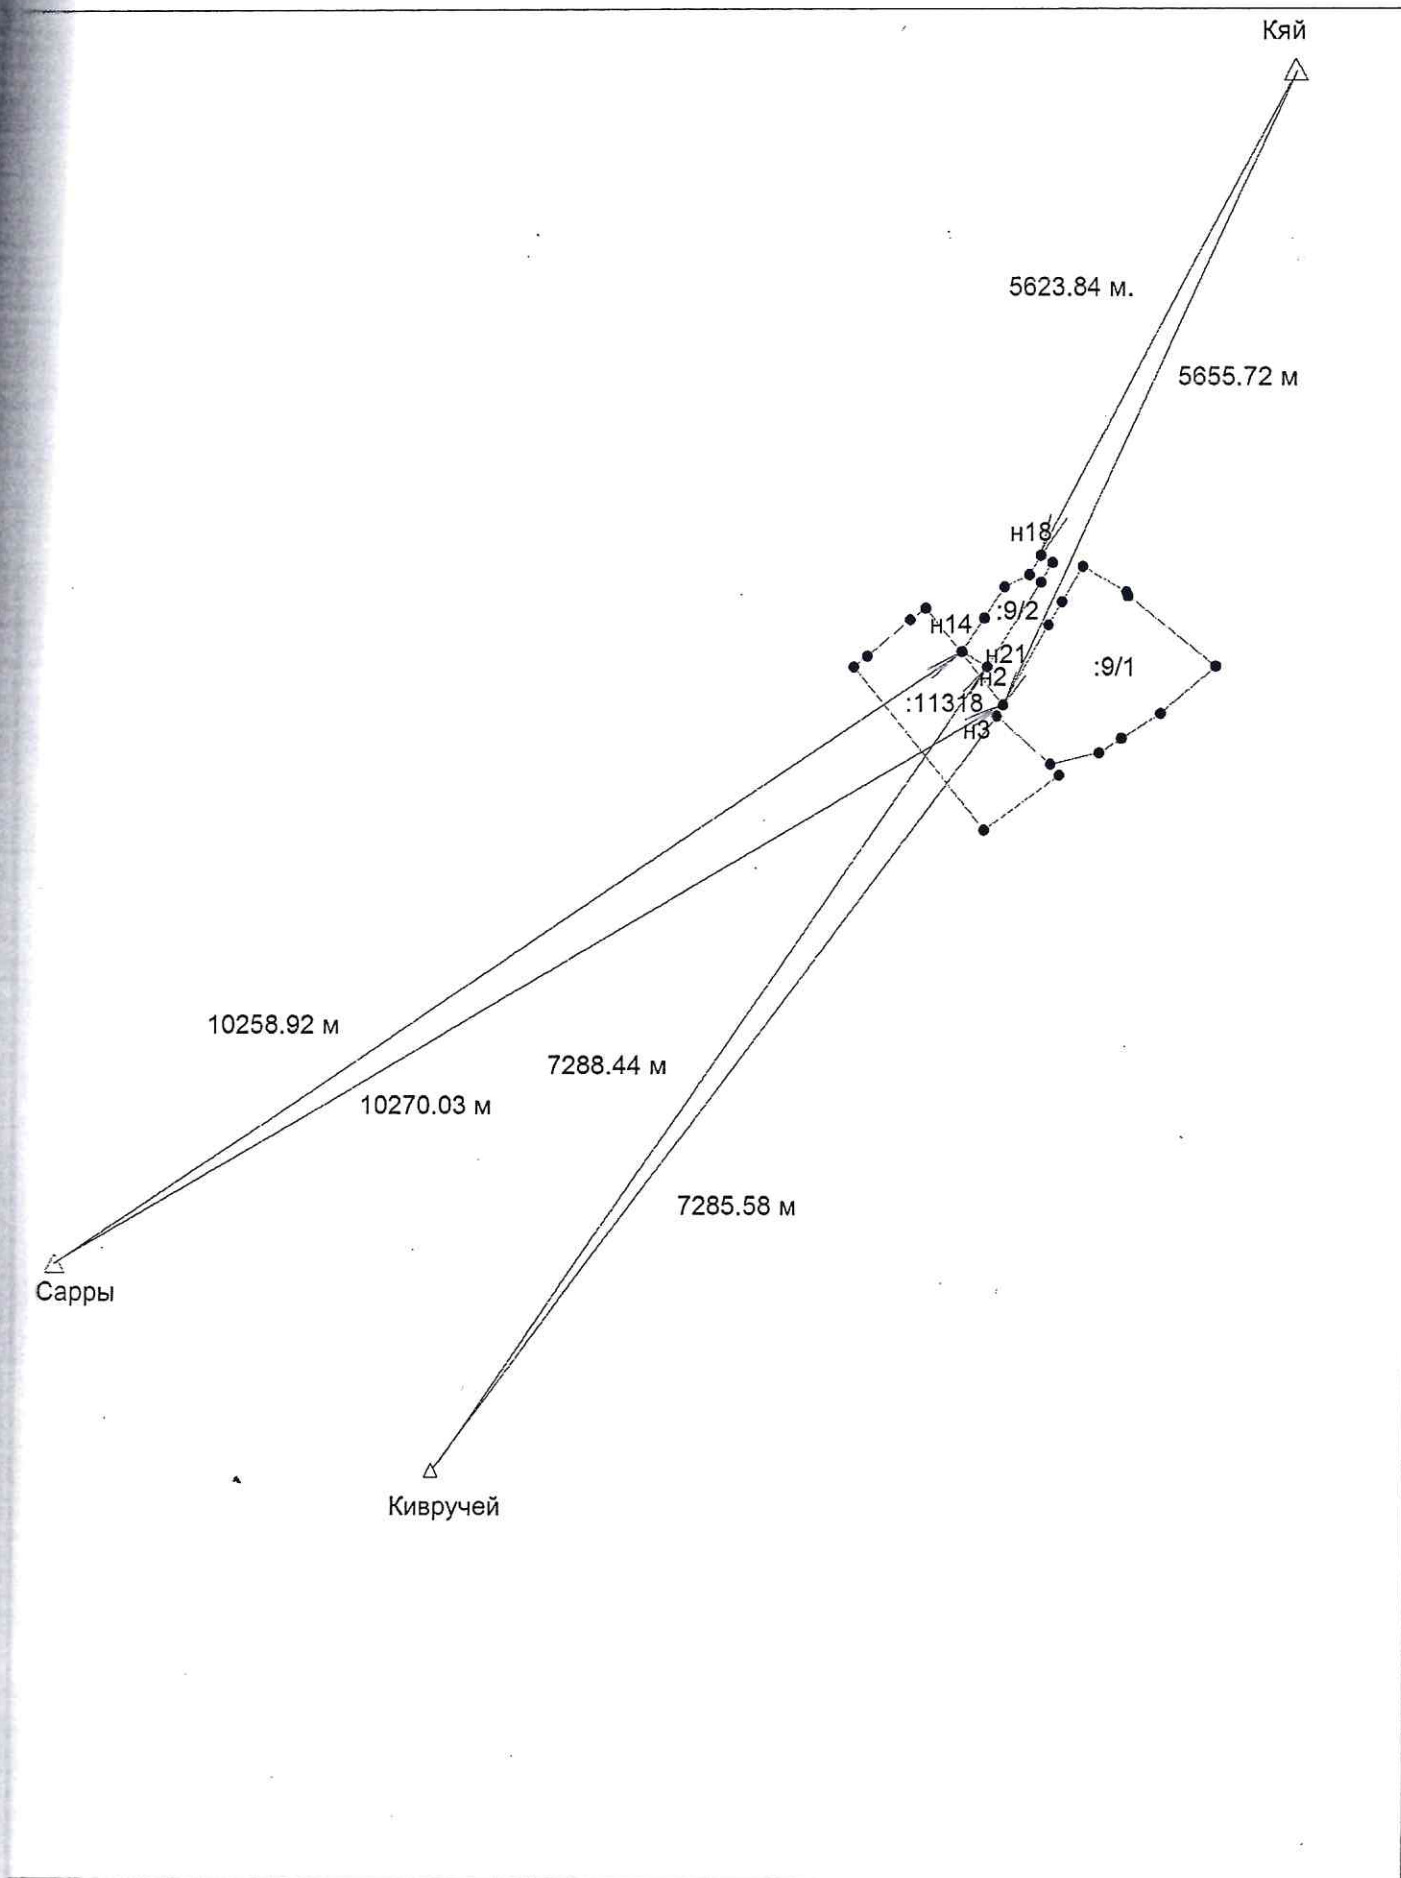 Кяй
5623.84 м.
5655.72 м
н18
:9/2
н14
н21
:9/1
н2
:11318
н3
10258.92 м
7288.44 м
10270.03 м
7285.58 м
Сарры
Кивручей